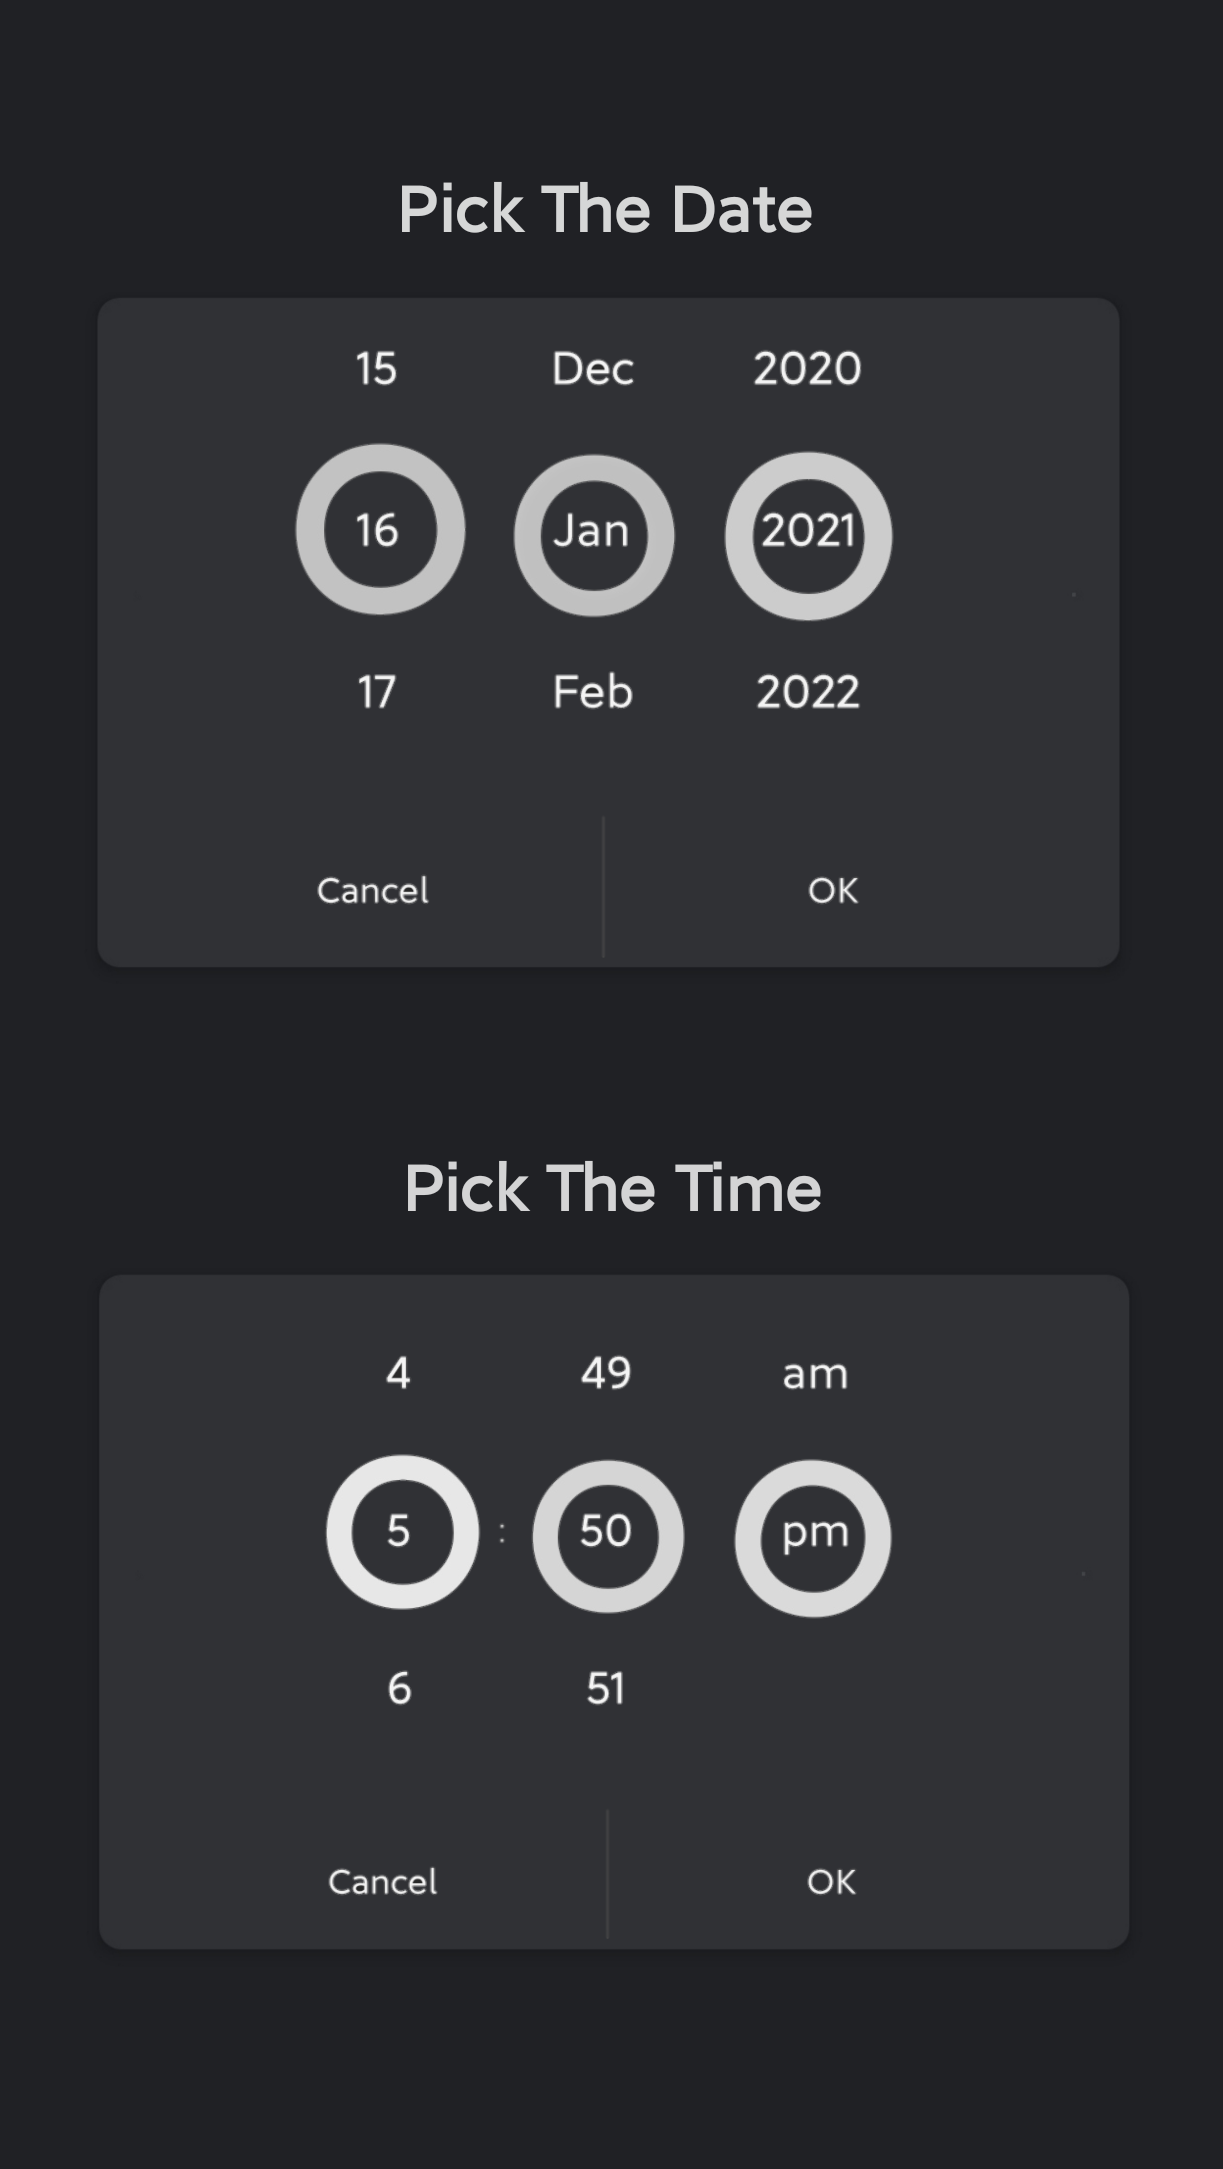 Pick The Date
15 Dec 2020
16 Jan 2021
17 Feb 2022
Cancel OK
Pick The Time
4 49 am
5 : 50 pm
6 51
Cancel OK